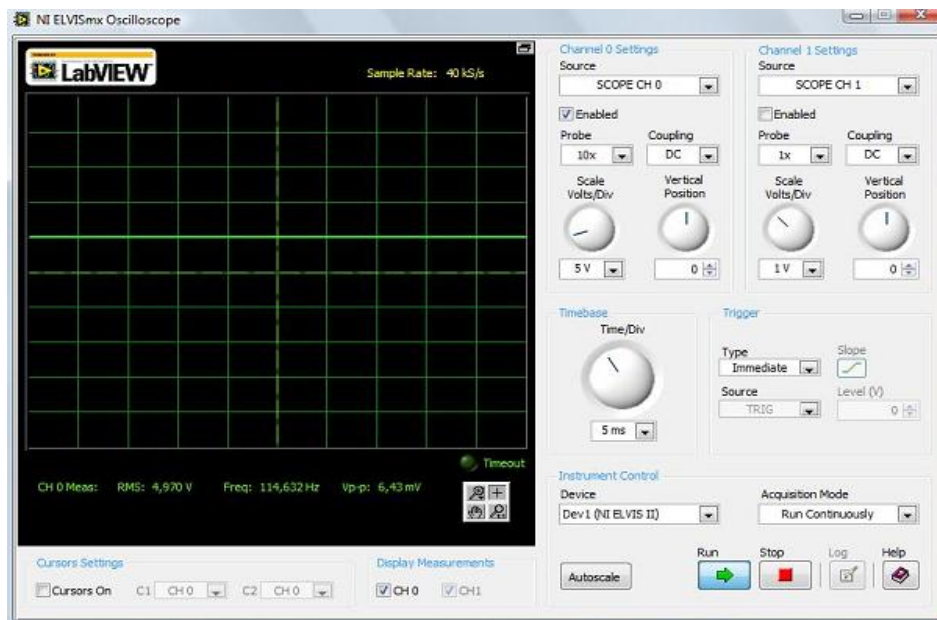 NI ELVISmx Oscilloscope
LabVIEW
Sample Rate: 40 kS/s
Timeout
CH 0 Meas: RMS: 4,970 V Freq: 114,632 Hz Vp-p: 6,43 mV
Cursors Settings
Cursors On C1 CH 0 C2 CH 0
Display Measurements
CH 0 CH1
Channel 0 Settings
Source
SCOPE CH 0
Enabled
Probe Coupling
10x DC
Scale Vertical
Volts/Div Position
5 V 0
Channel 1 Settings
Source
SCOPE CH 1
Enabled
Probe Coupling
1x DC
Scale Vertical
Volts/Div Position
1 V 0
Timebase
Time/Div
5 ms
Trigger
Type Slope
Immediate
Source Level (V)
TRIG 0
Instrument Control
Device Acquisition Mode
Dev1 (NI ELVIS II) Run Continuously
Run Stop Log Help
Autoscale